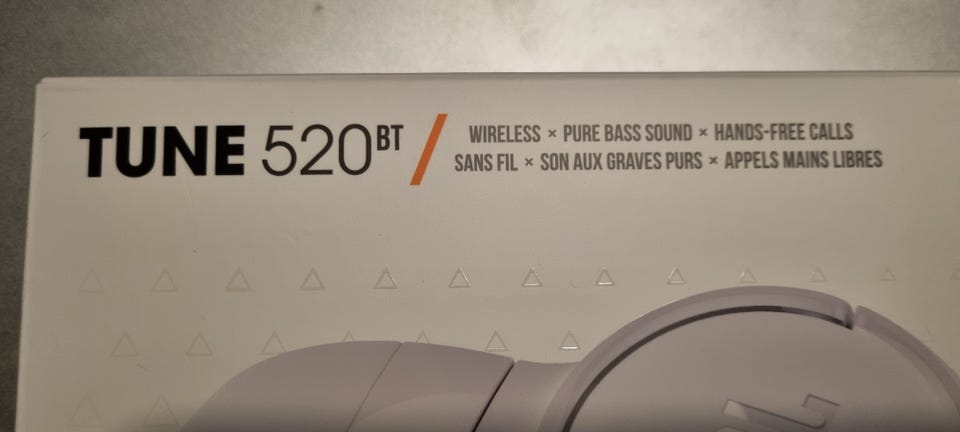 TUNE 520BT
WIRELESS × PURE BASS SOUND × HANDS-FREE CALLS
SANS FIL × SON AUX GRAVES PURS × APPELS MAINS LIBRES